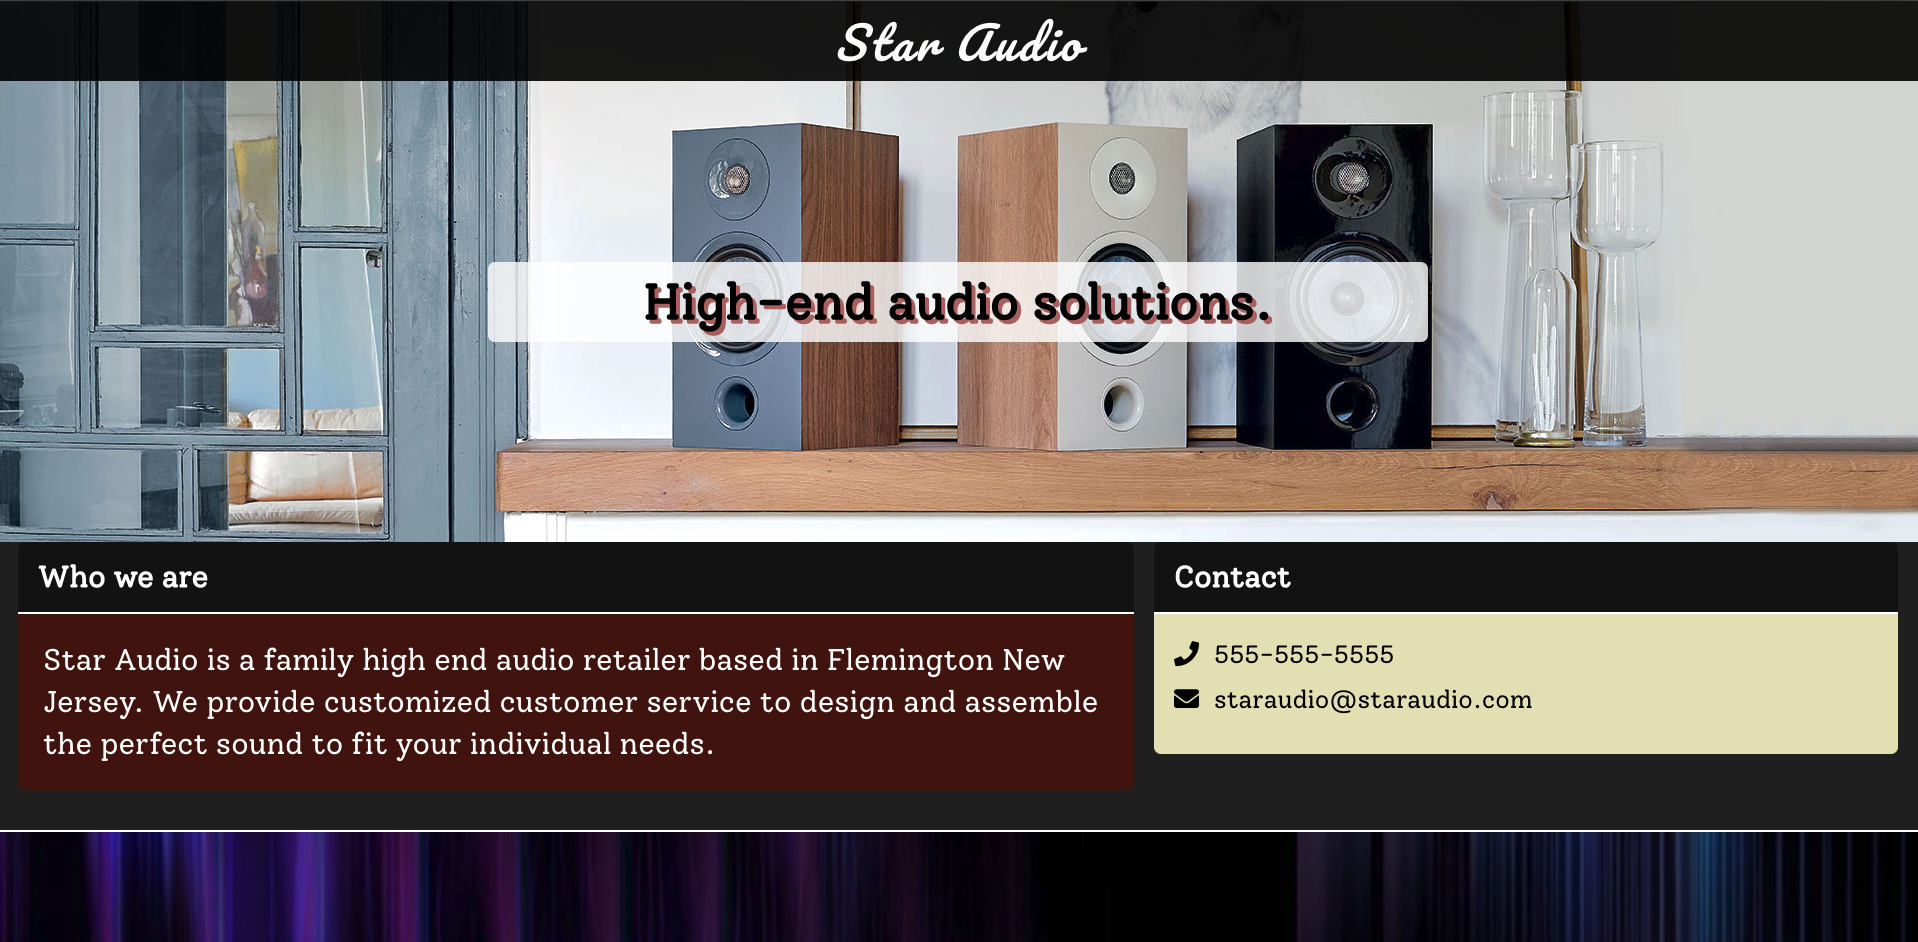 Star Audio
High-end audio solutions.
Who we are
Star Audio is a family high end audio retailer based in Flemington New
Jersey. We provide customized customer service to design and assemble
the perfect sound to fit your individual needs.
Contact
555-555-5555
staraudio@staraudio.com